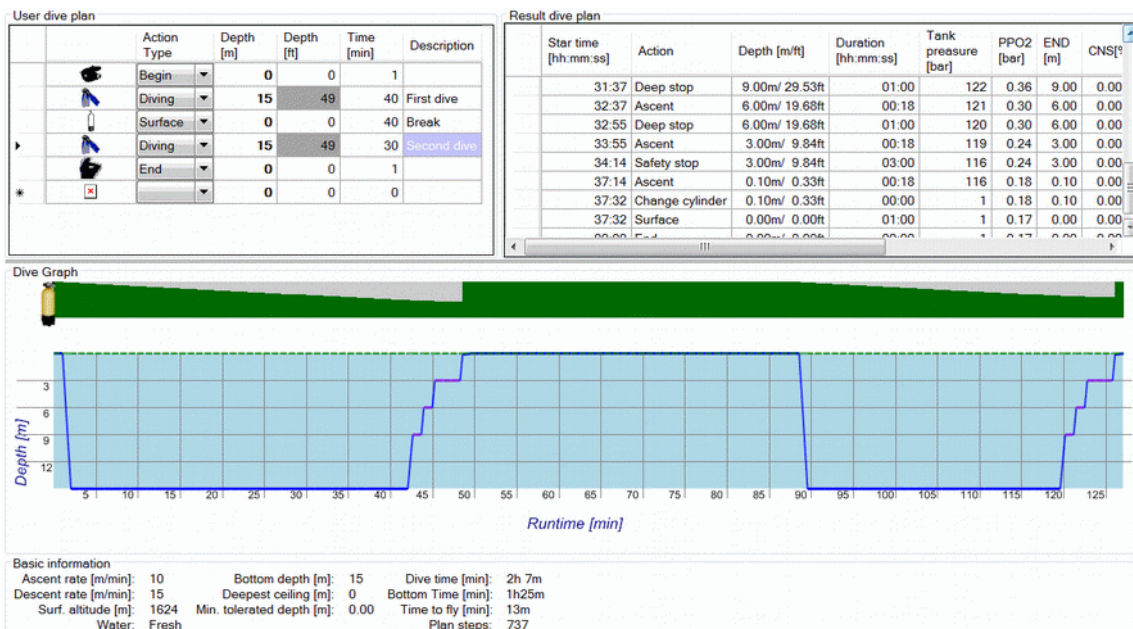 User dive plan
Action Type Depth [m] Depth [ft] Time [min] Description
Begin 0 0 1
Diving 15 49 40 First dive
Surface 0 0 40 Break
Diving 15 49 30 Second dive
End 0 0 1
* 0 0 0
Result dive plan
Star time [hh:mm:ss] Action Depth [m/ft] Duration [hh:mm:ss] Tank preasure [bar] PPO2 [bar] END [m] CNS[%
31:37 Deep stop 9.00m/ 29.53ft 01:00 122 0.36 9.00 0.00
32:37 Ascent 6.00m/ 19.68ft 00:18 121 0.30 6.00 0.00
32:55 Deep stop 6.00m/ 19.68ft 01:00 120 0.30 6.00 0.00
33:55 Ascent 3.00m/ 9.84ft 00:18 119 0.24 3.00 0.00
34:14 Safety stop 3.00m/ 9.84ft 03:00 116 0.24 3.00 0.00
37:14 Ascent 0.10m/ 0.33ft 00:18 116 0.18 0.10 0.00
37:32 Change cylinder 0.10m/ 0.33ft 00:00 1 0.18 0.10 0.00
37:32 Surface 0.00m/ 0.00ft 01:00 1 0.17 0.00 0.00
End 0.00m/ 0.00ft 00:00 1 0.17 0.00 0.00
Dive Graph
3
6
9
12
Depth [m]
5 10 15 20 25 30 35 40 45 50 55 60 65 70 75 80 85 90 95 100 105 110 115 120 125
Runtime [min]
Basic information
Ascent rate [m/min]: 10 Bottom depth [m]: 15 Dive time [min]: 2h 7m
Descent rate [m/min]: 15 Deepest ceiling [m]: 0 Bottom Time [min]: 1h25m
Surf. altitude [m]: 1624 Min. tolerated depth [m]: 0.00 Time to fly [min]: 13m
Water: Fresh Plan steps: 737